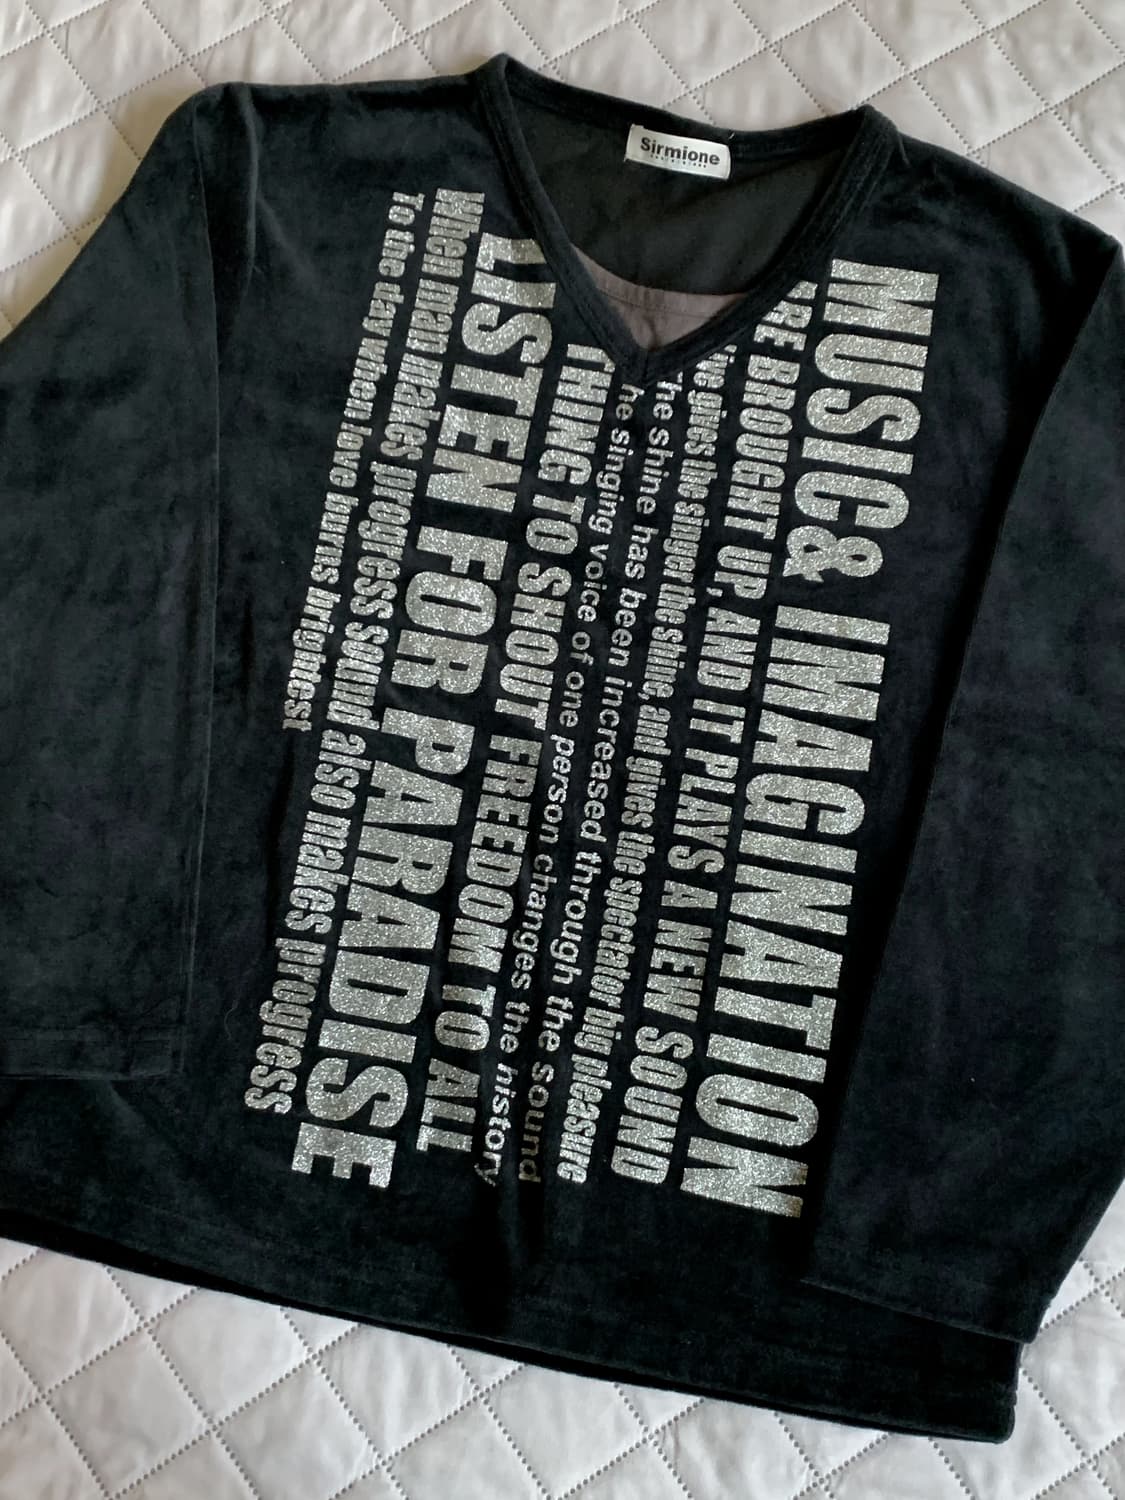 Sirmione
MUSIC & IMAGINATION
ARE BROUGHT UP, AND IT PLAYS A NEW SOUND
gives the singer the shine, and gives the spectator big pleasure
The shine has been increased through the sound
he singing voice of one person changes the history
THING TO SHOUT FREEDOM TO ALL
LISTEN FOR PARADISE
When man makes progress sound also makes progress
To the day when love burns brightest